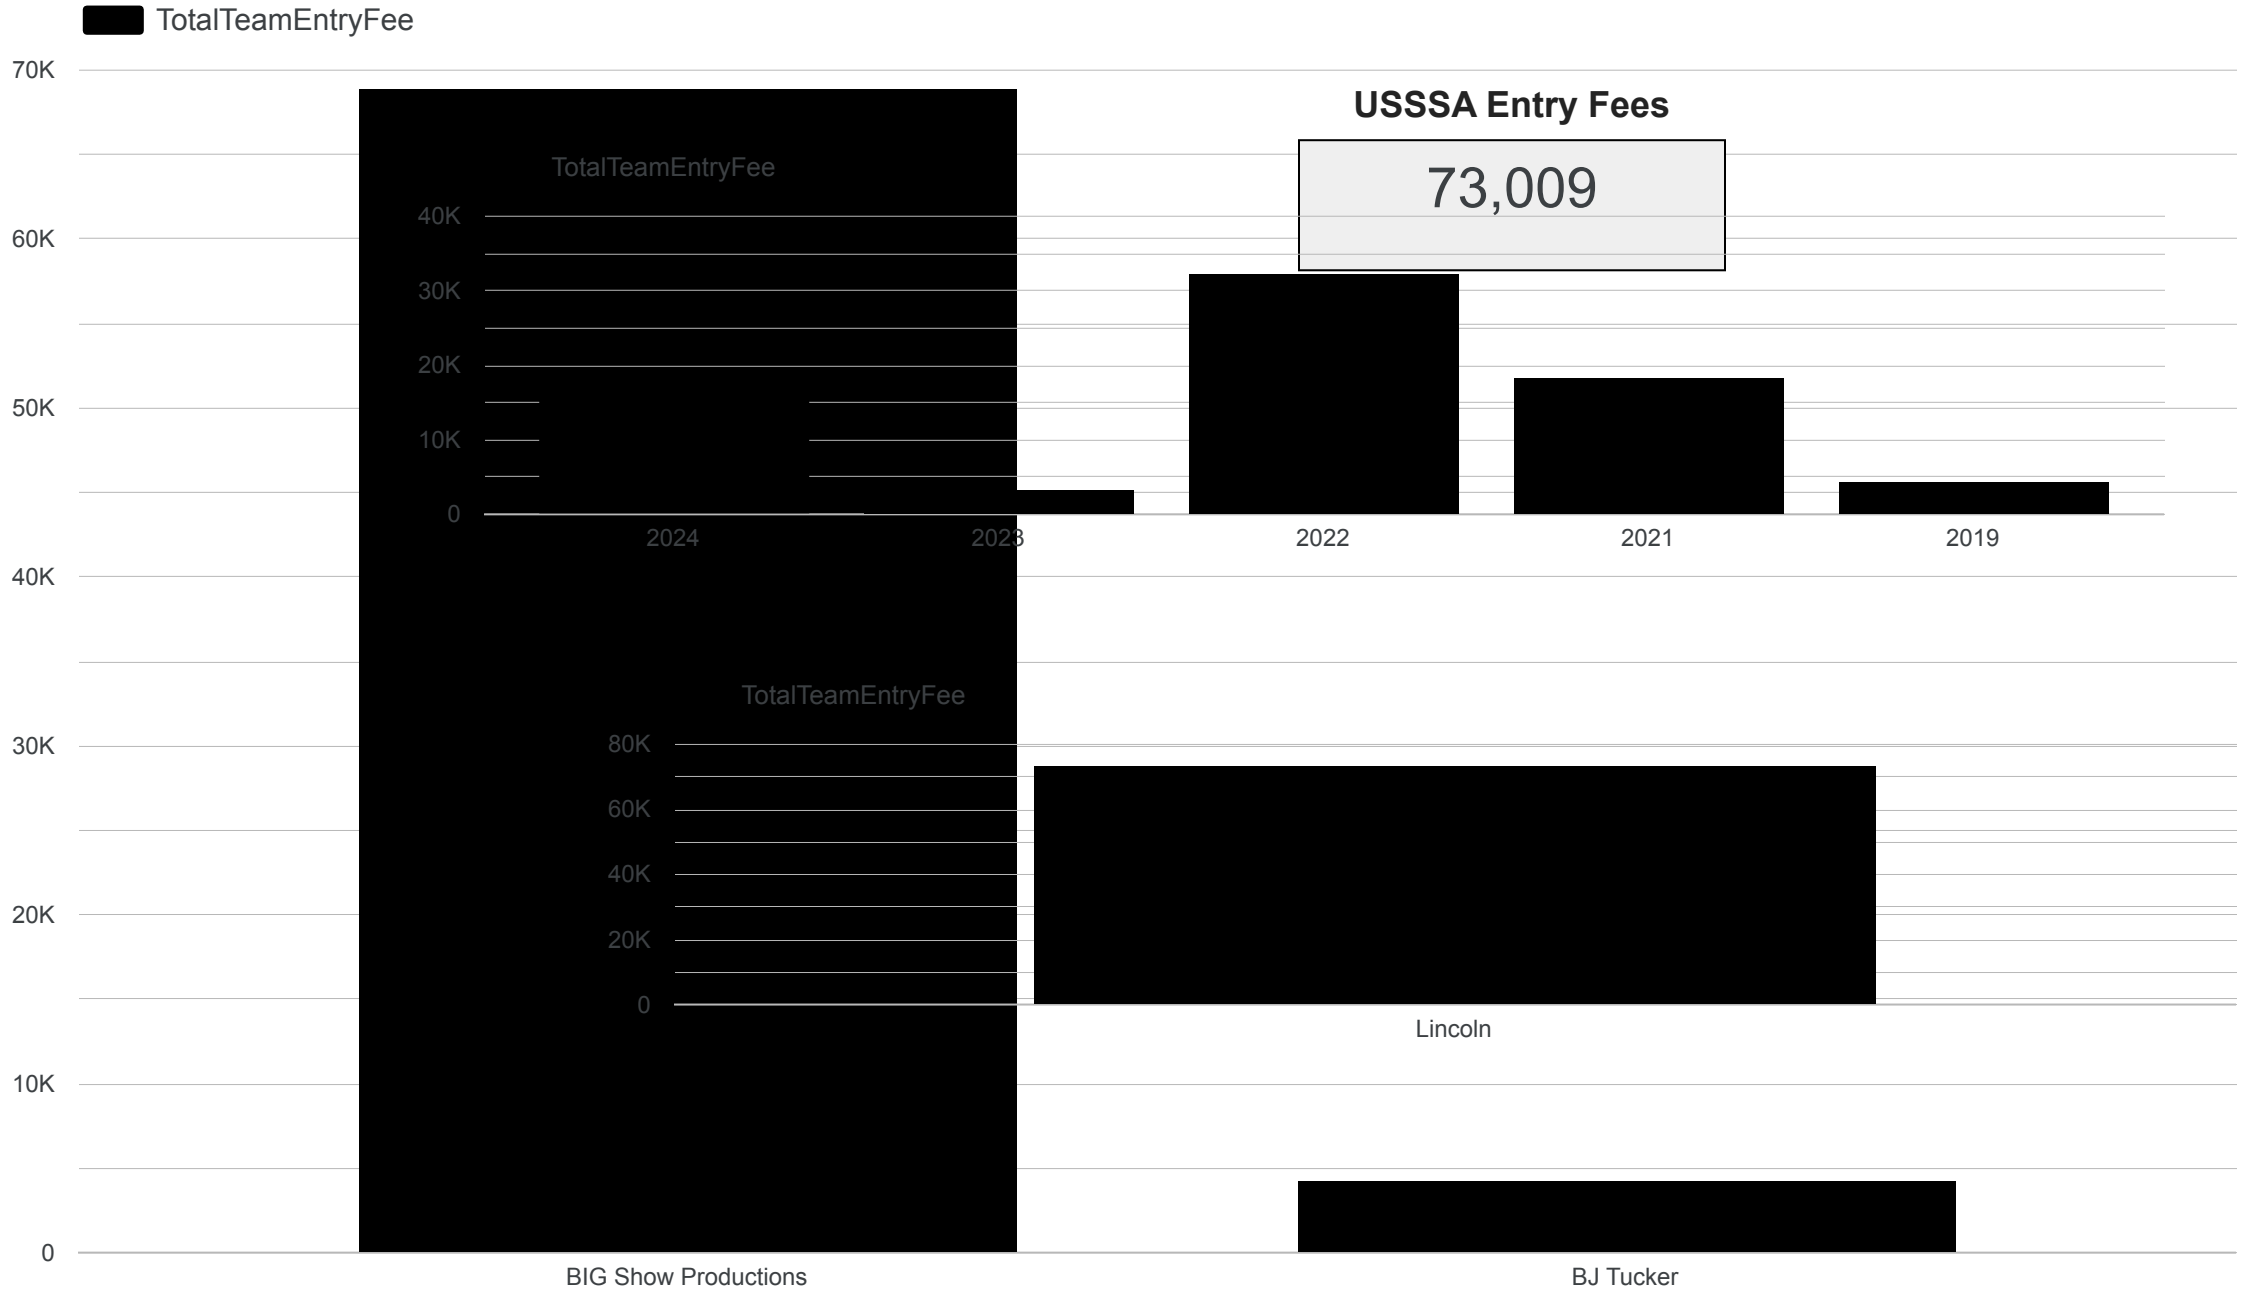 TotalTeamEntryFee
70K
60K
50K
40K
30K
20K
10K
0
BIG Show Productions
BJ Tucker
USSSA Entry Fees
73,009
TotalTeamEntryFee
40K
30K
20K
10K
0
2024
2023
2022
2021
2019
TotalTeamEntryFee
80K
60K
40K
20K
0
Lincoln